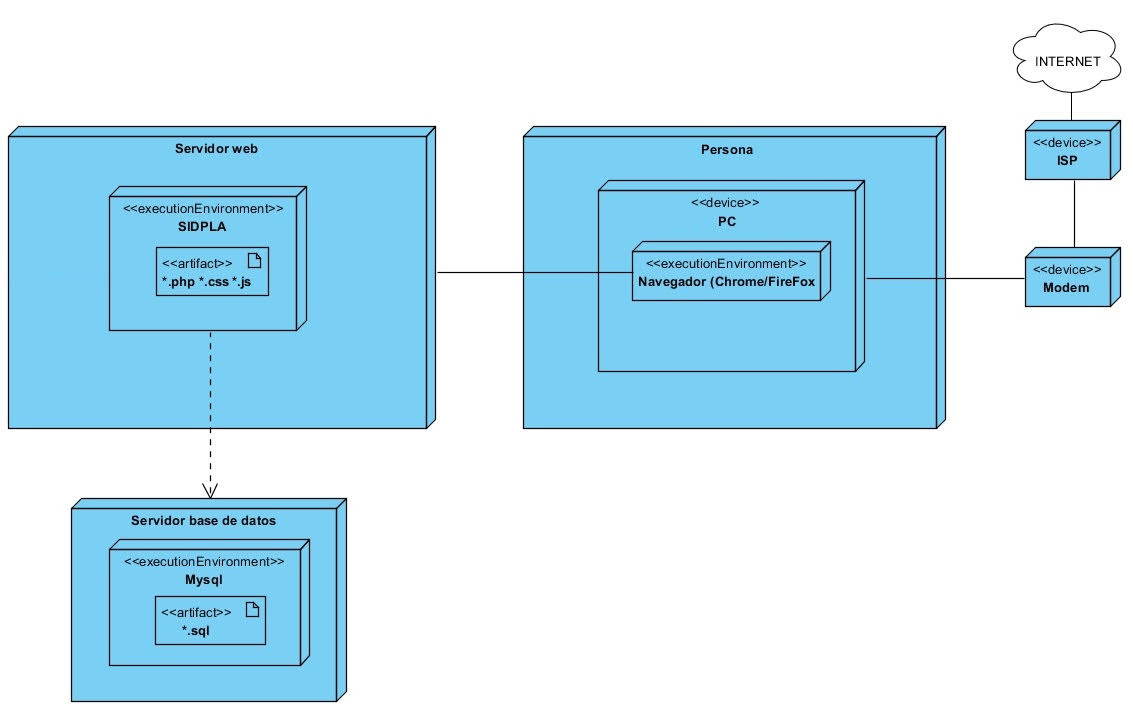 INTERNET
<<device>>
ISP
Servidor web
<<executionEnvironment>>
SIDPLA
<<artifact>>
*.php *.css *.js
Persona
<<device>>
PC
<<executionEnvironment>>
Navegador (Chrome/FireFox
<<device>>
Modem
Servidor base de datos
<<executionEnvironment>>
Mysql
<<artifact>>
*.sql